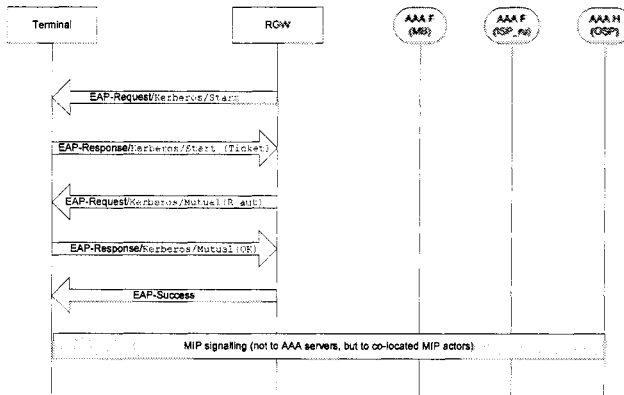 Terminal
RGW
AAA F
(MB)
AAA F
(ISP_rv)
AAA H
(OSP)
EAP-Request/Kerberos/Start
EAP-Response/Kerberos/Start (Ticket)
EAP-Request/Kerberos/Mutual(R_aut)
EAP-Response/Kerberos/Mutual(OK)
EAP-Success
MIP signalling (not to AAA servers, but to co-located MIP actors)